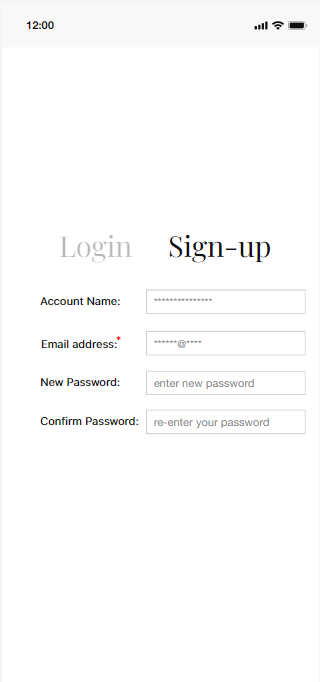 12:00
Login Sign-up
Account Name: ***************
Email address:* ******@****
New Password: enter new password
Confirm Password: re-enter your password